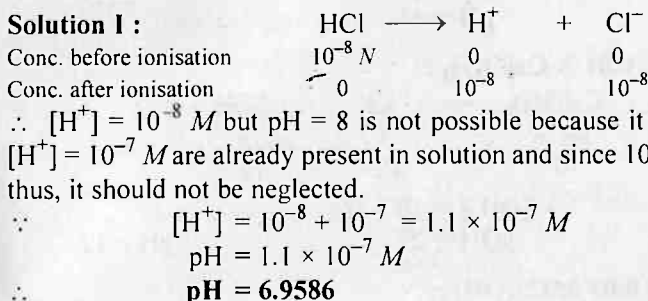 Solution I : HCl ⟶ H⁺ + Cl⁻
Conc. before ionisation 10⁻⁸ N 0 0
Conc. after ionisation 0 10⁻⁸ 10⁻⁸
∴ [H⁺] = 10⁻⁸ M but pH = 8 is not possible because it
[H⁺] = 10⁻⁷ M are already present in solution and since 10
thus, it should not be neglected.
∵ [H⁺] = 10⁻⁸ + 10⁻⁷ = 1.1 × 10⁻⁷ M
pH = 1.1 × 10⁻⁷ M
∴ pH = 6.9586